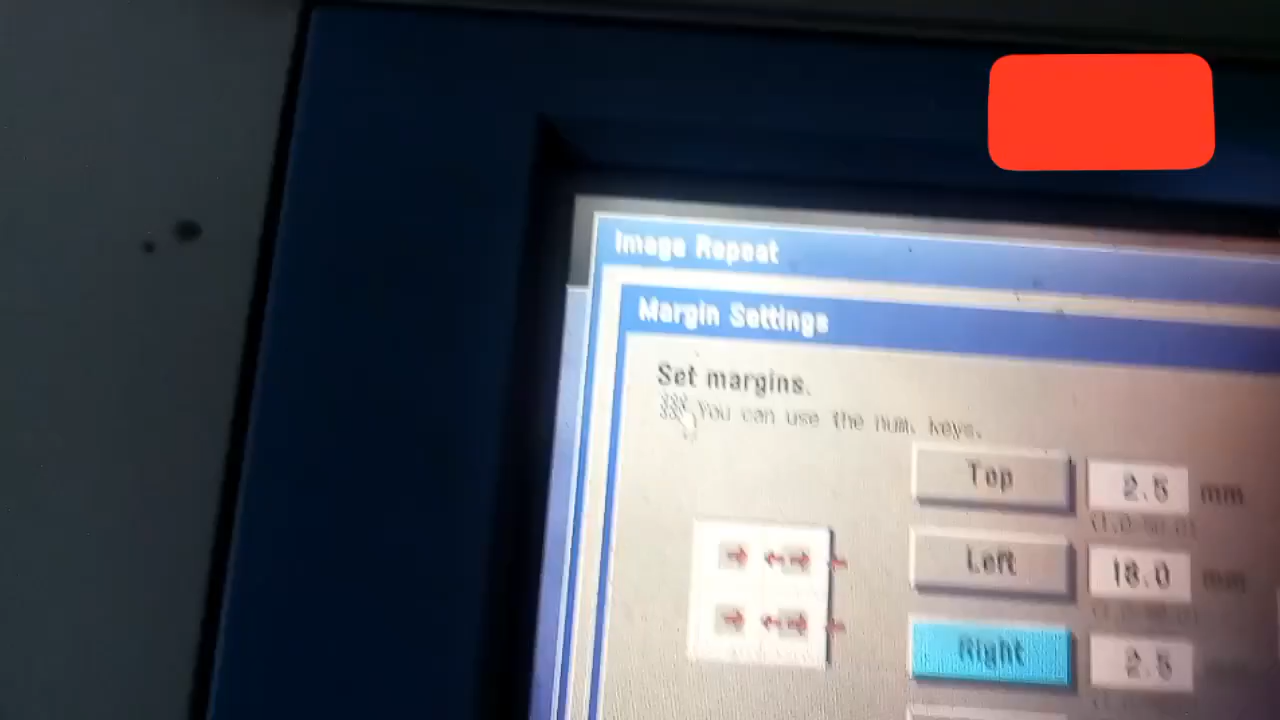 Image Repeat
Margin Settings
Set margins.
You can use the num. keys.
Top 2.5 mm
Left 18.0 mm
Right 2.5